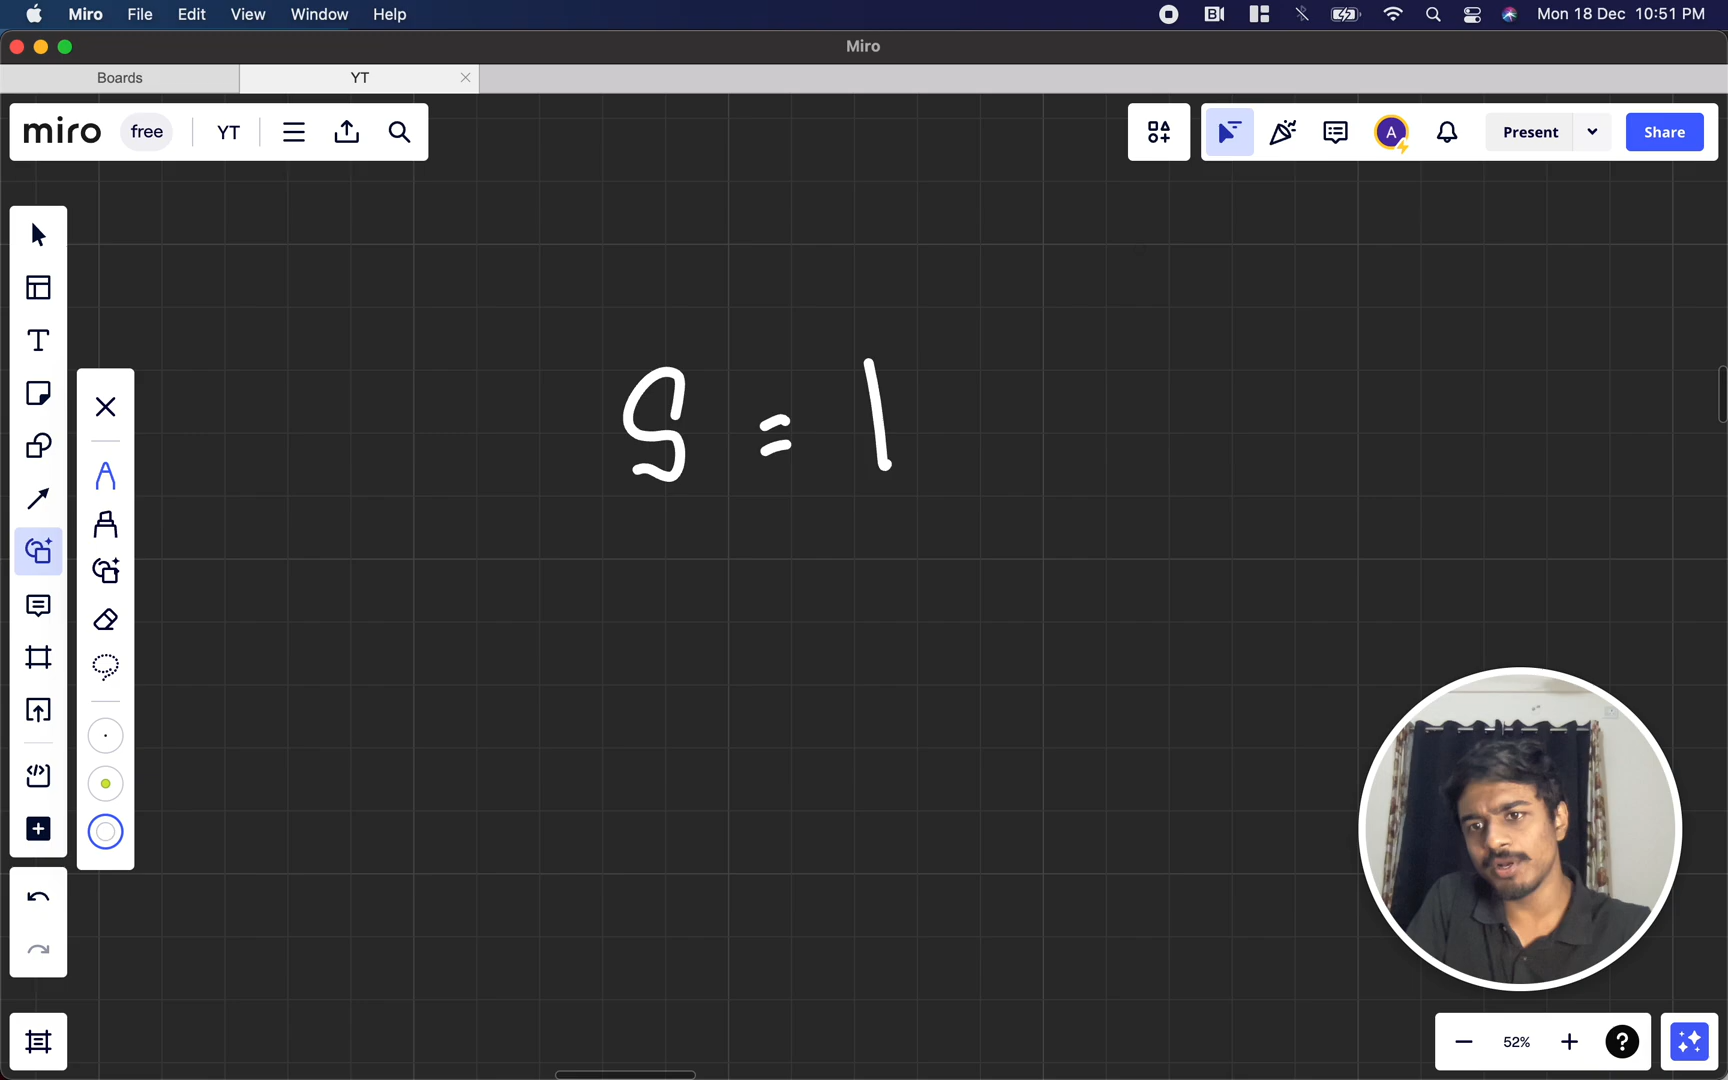 Miro File Edit View Window Help Mon 18 Dec 10:51 PM
Miro
Boards YT
miro free YT A Present Share
S = 1
52% ?